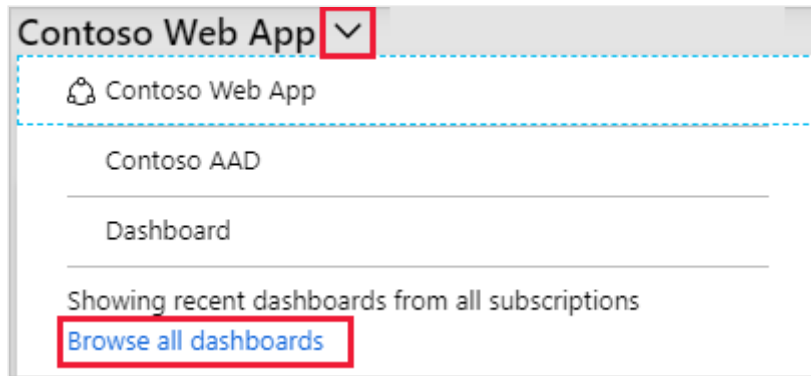 Contoso Web App
Contoso Web App
Contoso AAD
Dashboard
Showing recent dashboards from all subscriptions
Browse all dashboards